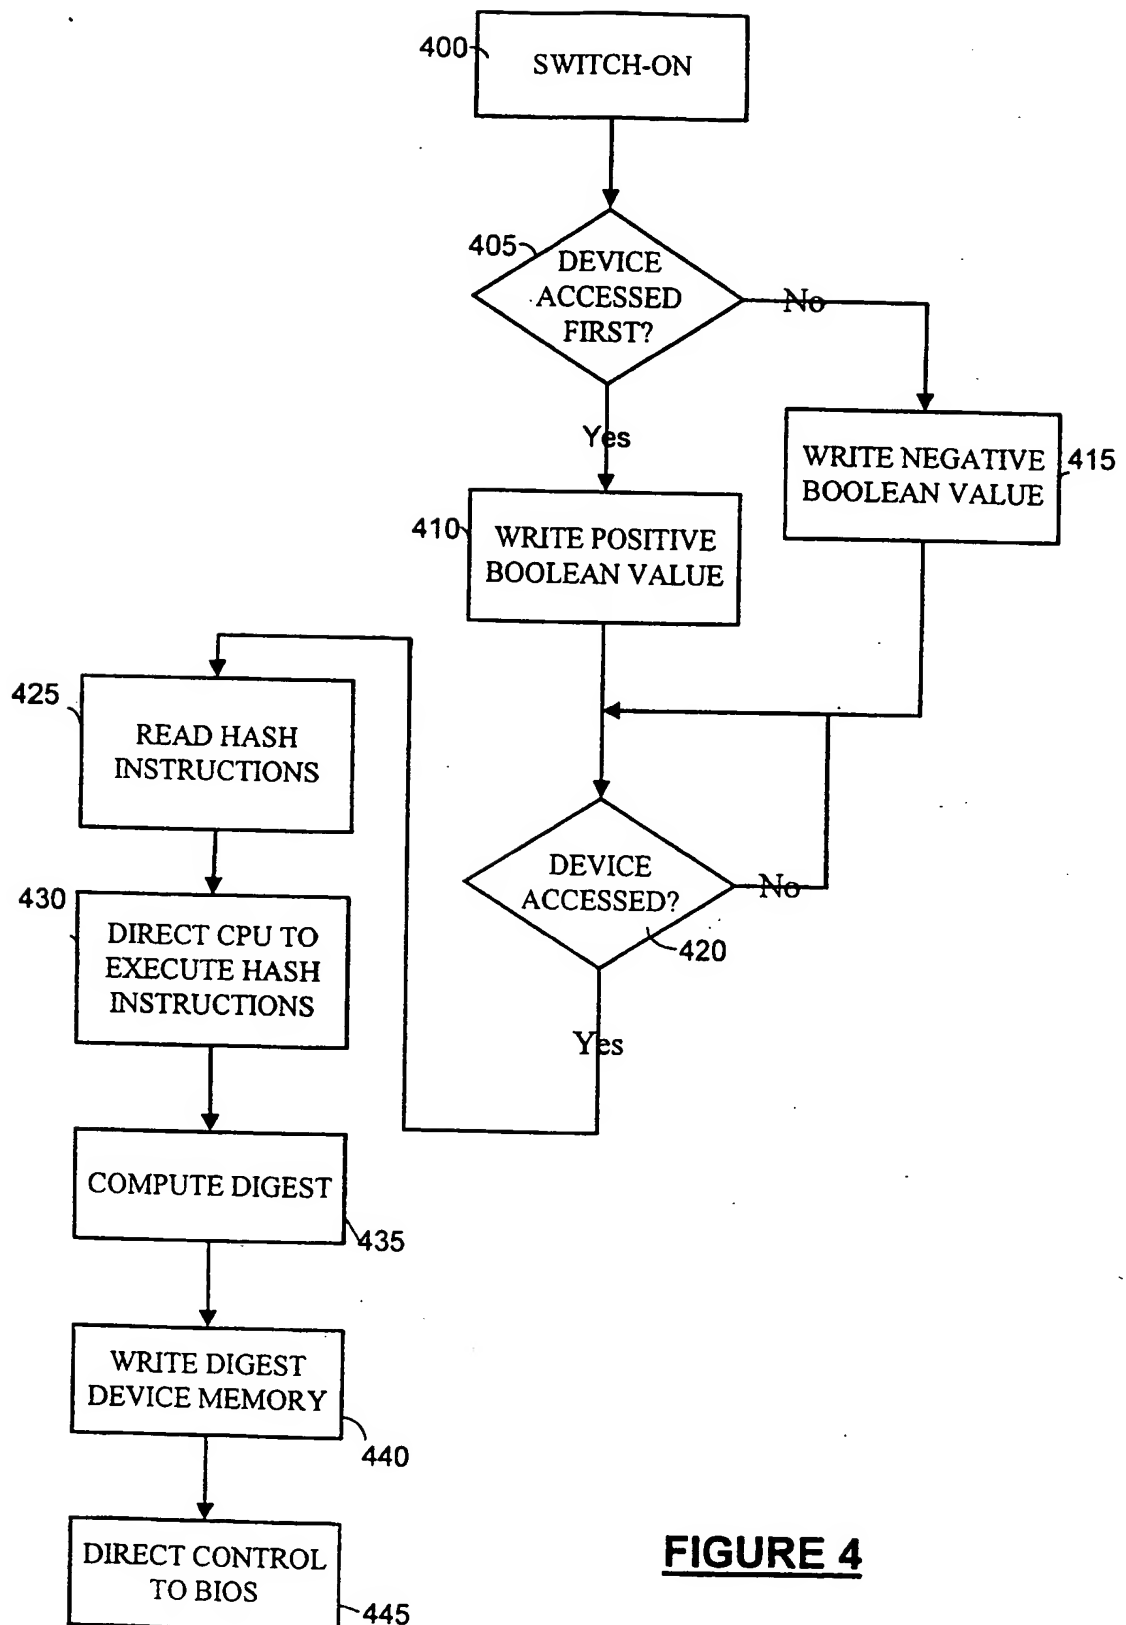 400
SWITCH-ON
405
DEVICE
ACCESSED
FIRST?
No
Yes
WRITE NEGATIVE
BOOLEAN VALUE
415
410
WRITE POSITIVE
BOOLEAN VALUE
425
READ HASH
INSTRUCTIONS
DEVICE
ACCESSED?
No
420
Yes
430
DIRECT CPU TO
EXECUTE HASH
INSTRUCTIONS
COMPUTE DIGEST
435
WRITE DIGEST
DEVICE MEMORY
440
DIRECT CONTROL
TO BIOS
445
FIGURE 4